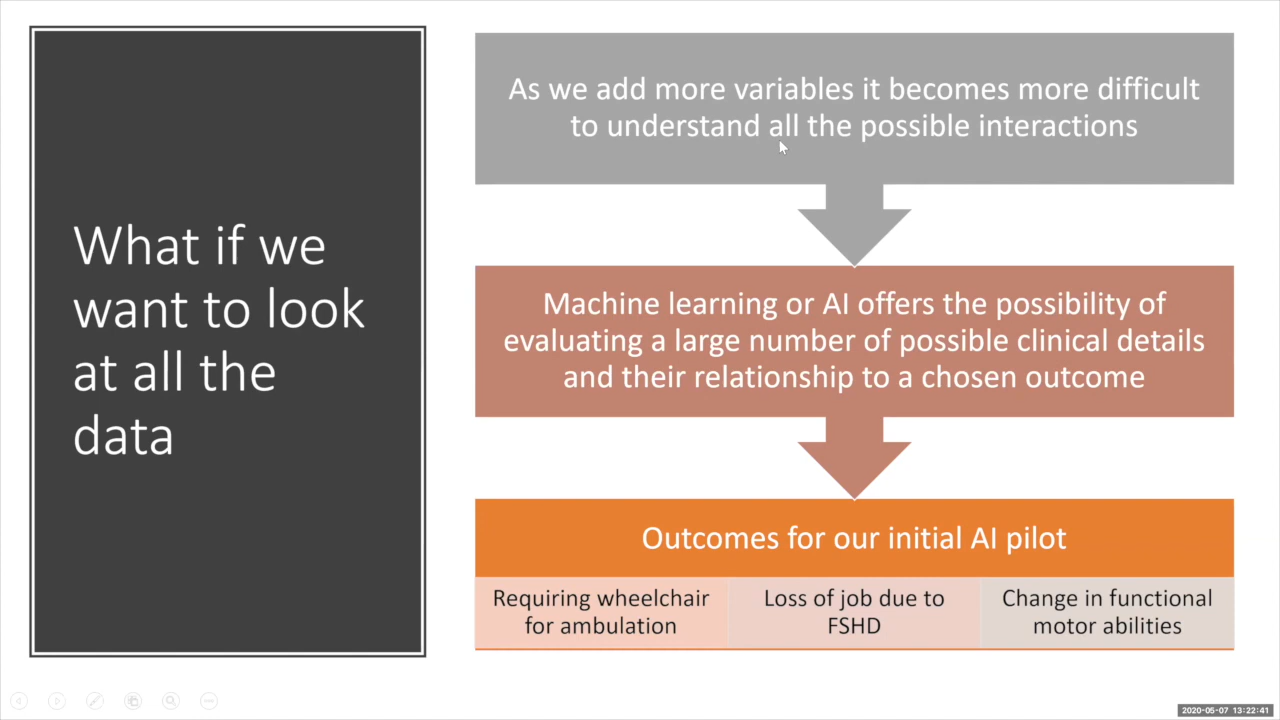 What if we
want to look
at all the
data
As we add more variables it becomes more difficult
to understand all the possible interactions
Machine learning or AI offers the possibility of
evaluating a large number of possible clinical details
and their relationship to a chosen outcome
Outcomes for our initial AI pilot
Requiring wheelchair
for ambulation
Loss of job due to
FSHD
Change in functional
motor abilities
2020-05-07 13:22:41